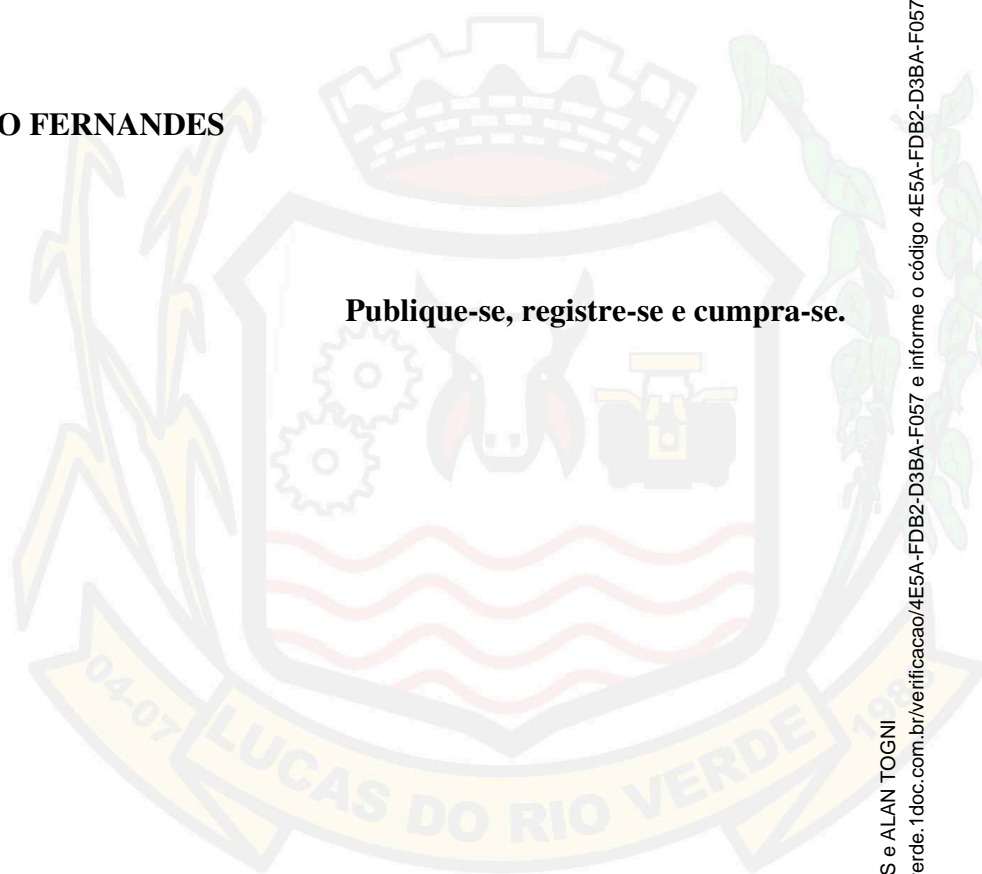 O FERNANDES
Publique-se, registre-se e cumpra-se.
04-07
LUCAS DO RIO VERDE
S e ALAN TOGNI
erde.1doc.com.br/verificacao/4E5A-FDB2-D3BA-F057 e informe o código 4E5A-FDB2-D3BA-F057